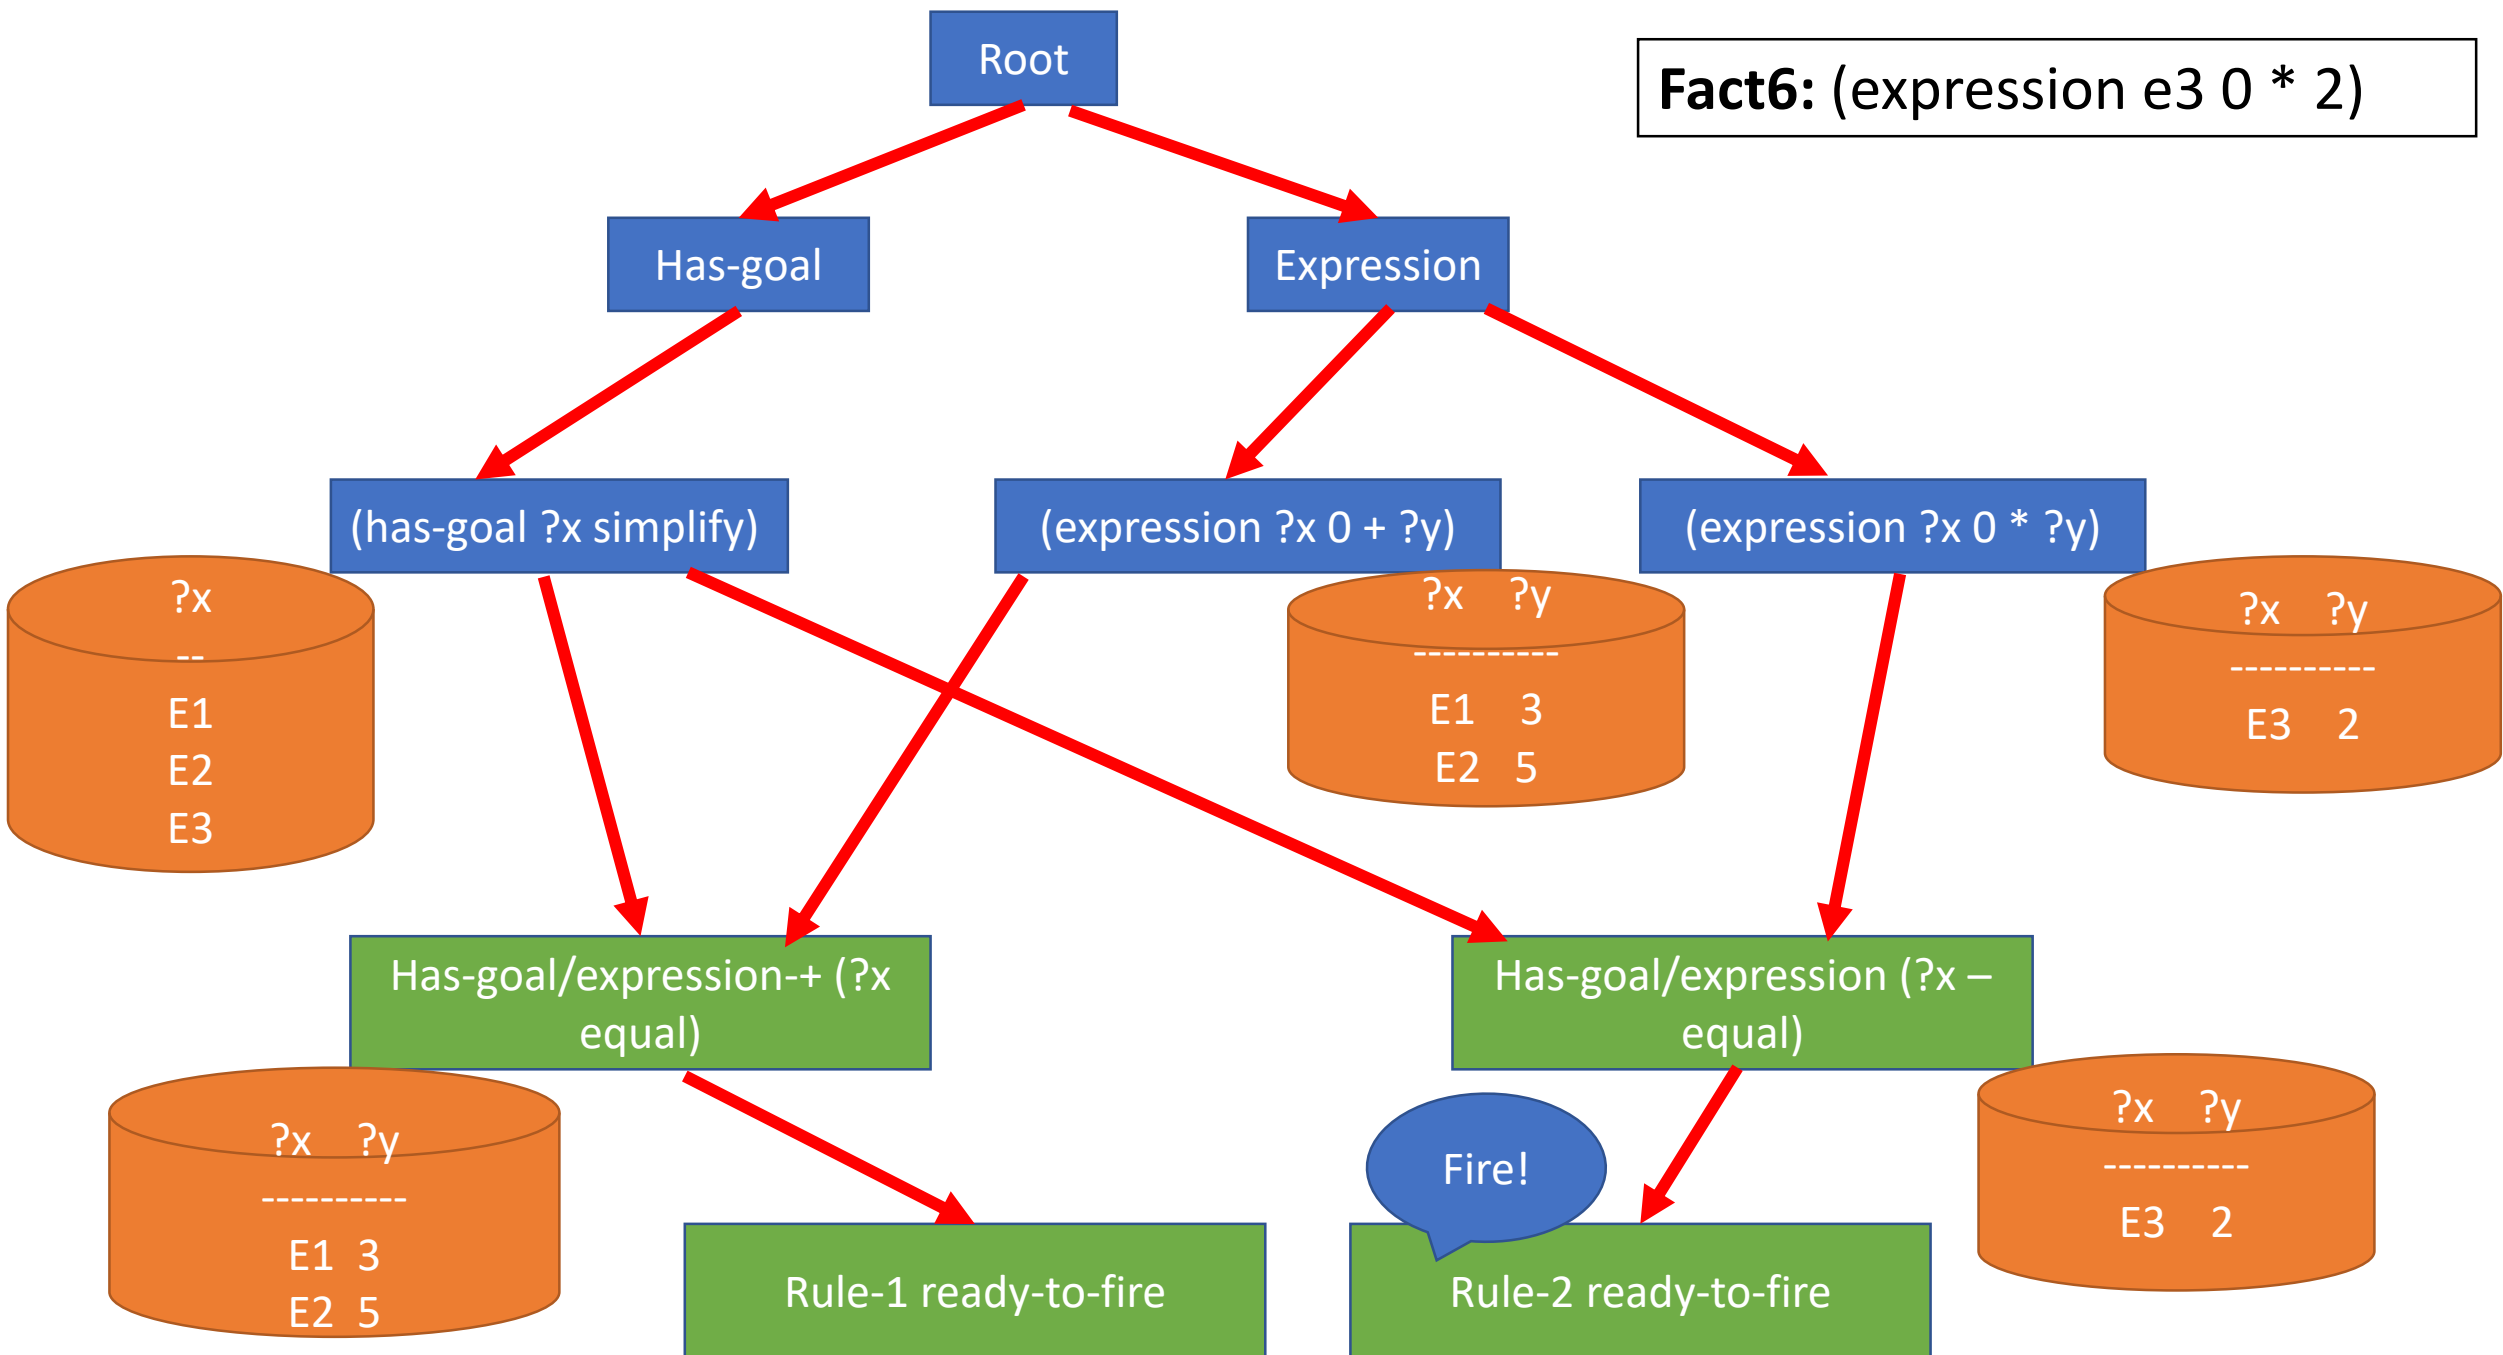 Root
Fact6: (expression e3 0 * 2)
Has-goal
Expression
(has-goal ?x simplify)
(expression ?x 0 + ?y)
(expression ?x 0 * ?y)
?x
--
E1
E2
E3
?x ?y
----------
E1 3
E2 5
?x ?y
----------
E3 2
Has-goal/expression-+ (?x
equal)
Has-goal/expression (?x –
equal)
?x ?y
----------
E1 3
E2 5
Fire!
?x ?y
----------
E3 2
Rule-1 ready-to-fire
Rule-2 ready-to-fire